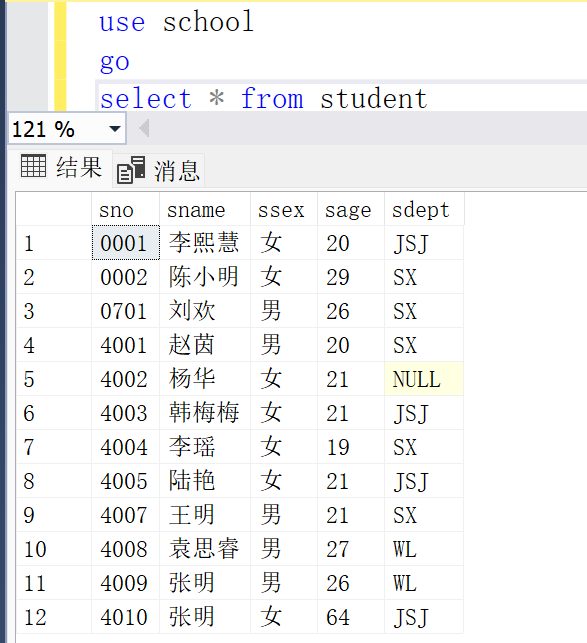 use school
go
select * from student
121 %
结果 消息
sno sname ssex sage sdept
1 0001 李熙慧 女 20 JSJ
2 0002 陈小明 女 29 SX
3 0701 刘欢 男 26 SX
4 4001 赵茵 男 20 SX
5 4002 杨华 女 21 NULL
6 4003 韩梅梅 女 21 JSJ
7 4004 李瑶 女 19 SX
8 4005 陆艳 女 21 JSJ
9 4007 王明 男 21 SX
10 4008 袁思睿 男 27 WL
11 4009 张明 男 26 WL
12 4010 张明 女 64 JSJ